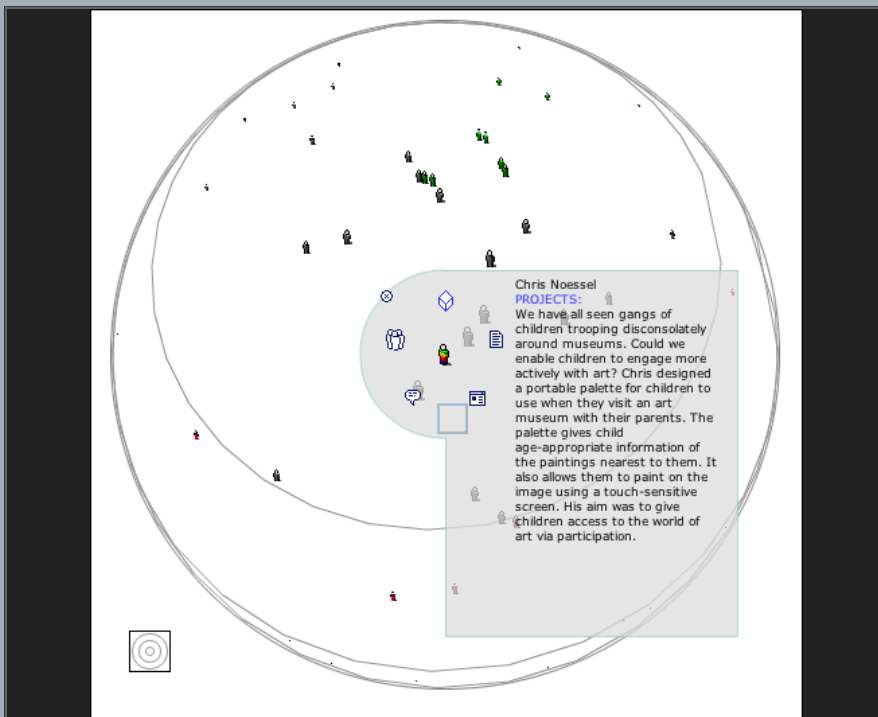 Chris Noessel
PROJECTS:
We have all seen gangs of
children trooping disconsolately
around museums. Could we
enable children to engage more
actively with art? Chris designed
a portable palette for children to
use when they visit an art
museum with their parents. The
palette gives child
age-appropriate information of
the paintings nearest to them. It
also allows them to paint on the
image using a touch-sensitive
screen. His aim was to give
children access to the world of
art via participation.